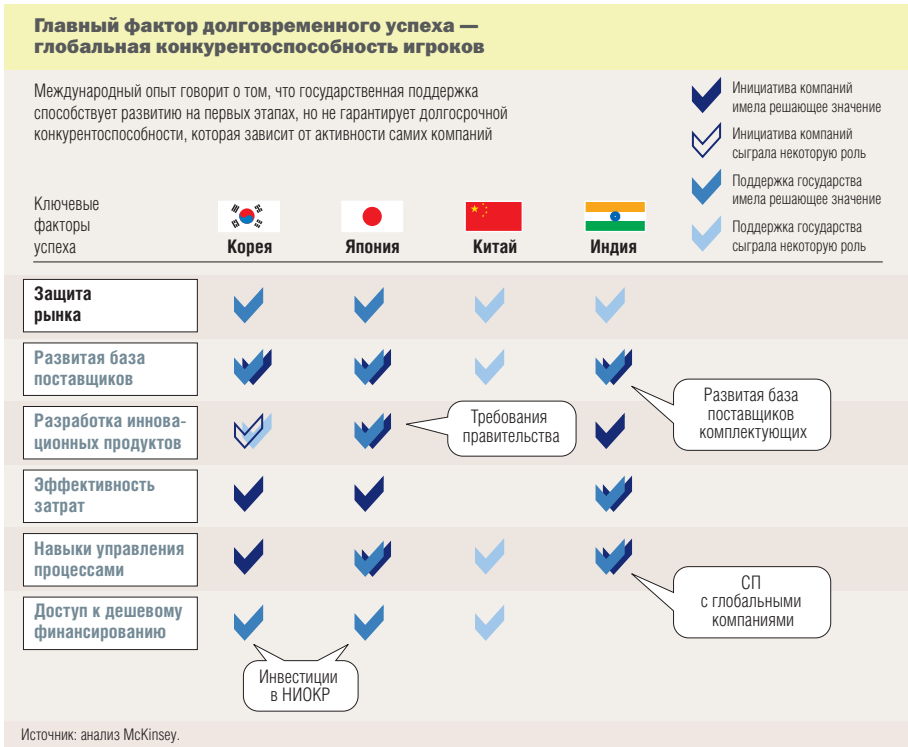 Главный фактор долговременного успеха —
глобальная конкурентоспособность игроков
Международный опыт говорит о том, что государственная поддержка
способствует развитию на первых этапах, но не гарантирует долгосрочной
конкурентоспособности, которая зависит от активности самих компаний
Инициатива компаний
имела решающее значение
Инициатива компаний
сыграла некоторую роль
Поддержка государства
имела решающее значение
Поддержка государства
сыграла некоторую роль
Ключевые
факторы
успеха
Корея
Япония
Китай
Индия
Защита
рынка
Развитая база
поставщиков
Развитая база
поставщиков
комплектующих
Разработка иннова-
ционных продуктов
Требования
правительства
Эффективность
затрат
Навыки управления
процессами
СП
с глобальными
компаниями
Доступ к дешевому
финансированию
Инвестиции
в НИОКР
Источник: анализ McKinsey.